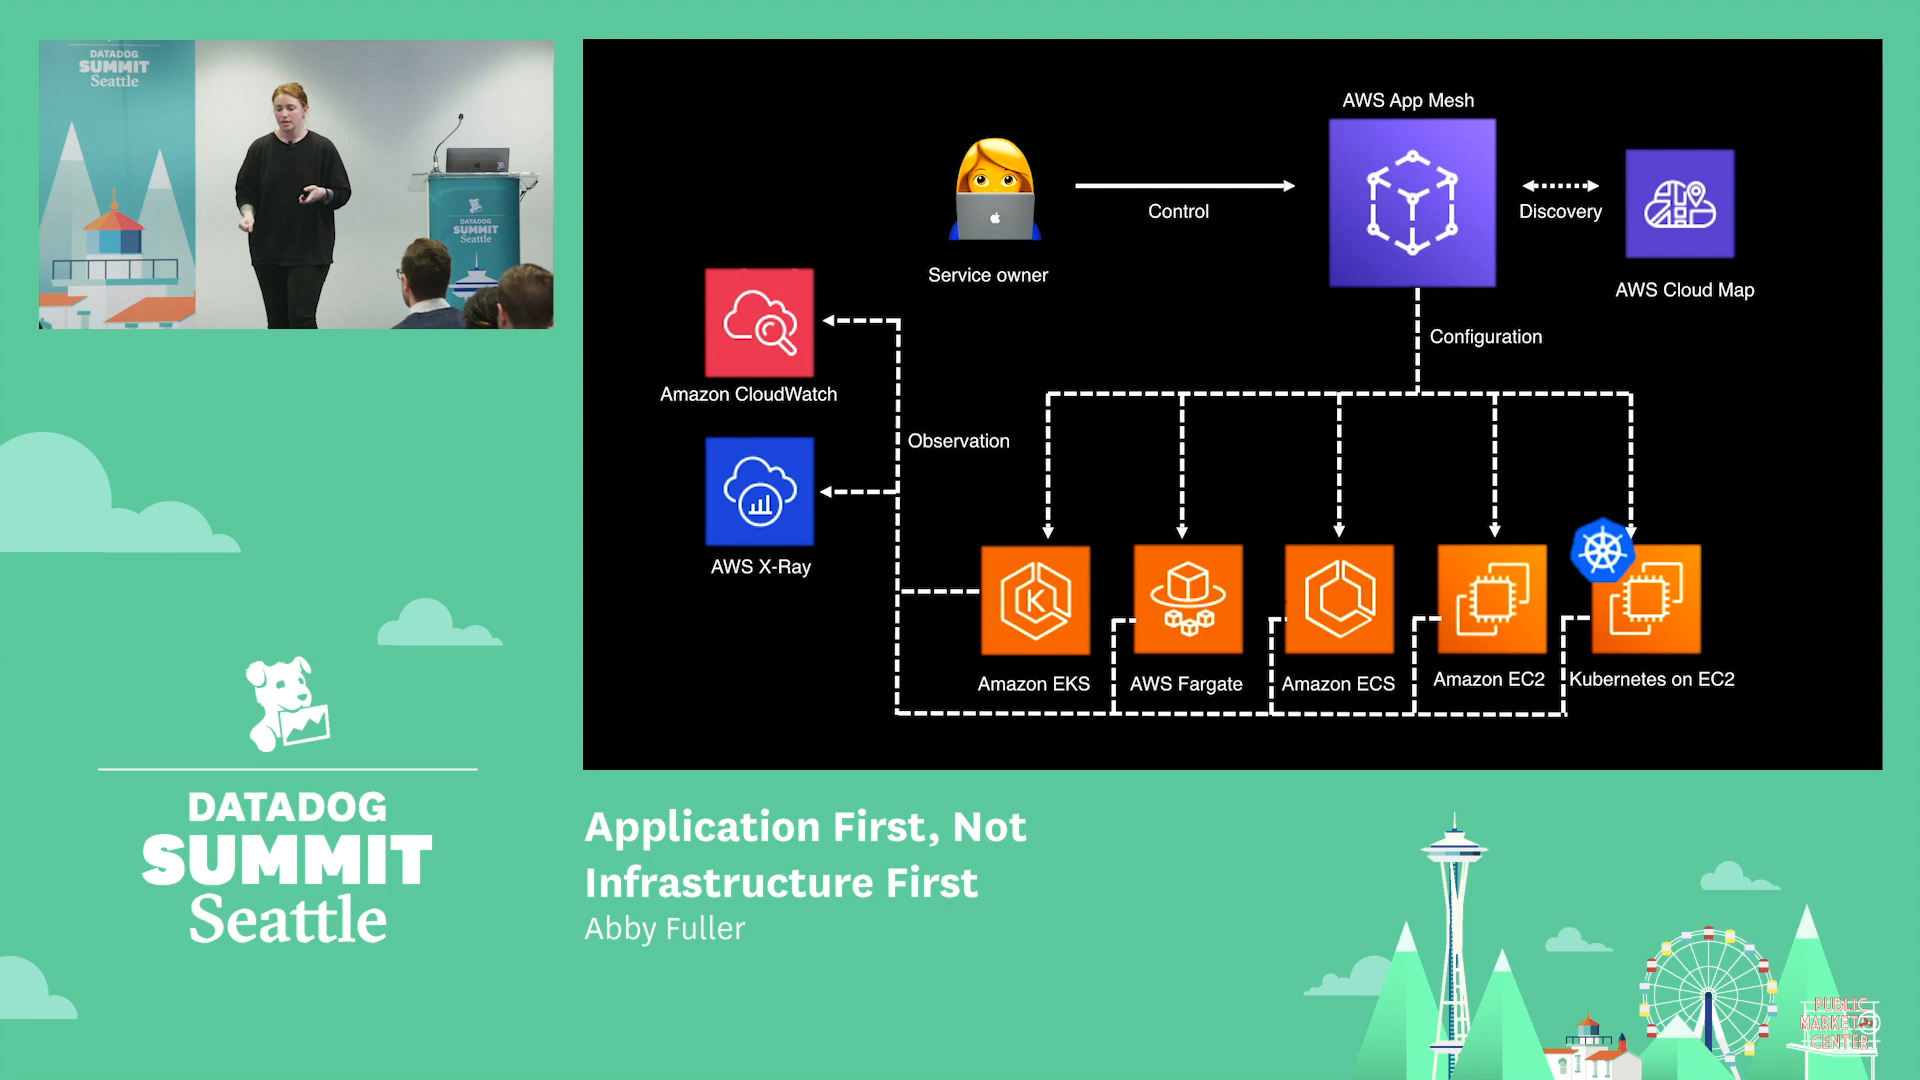 DATADOG
SUMMIT
Seattle
DATADOG
SUMMIT
Seattle
AWS App Mesh
Control
Discovery
Service owner
AWS Cloud Map
Configuration
Amazon CloudWatch
Observation
AWS X-Ray
K
Amazon EKS
AWS Fargate
Amazon ECS
Amazon EC2
Kubernetes on EC2
DATADOG
SUMMIT
Seattle
Application First, Not
Infrastructure First
Abby Fuller
PUBLIC
MARKET
CENTER